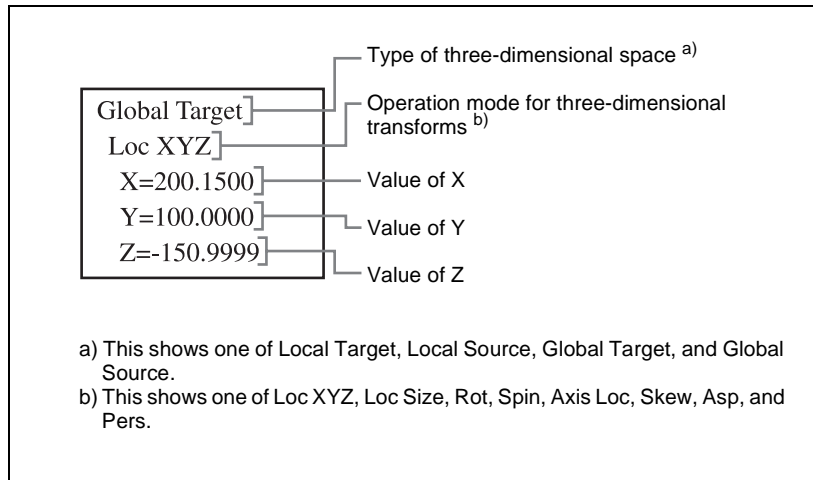 Type of three-dimensional space a)
Global Target
Operation mode for three-dimensional
transforms b)
Loc XYZ
X=200.1500
Value of X
Y=100.0000
Value of Y
Z=-150.9999
Value of Z
a) This shows one of Local Target, Local Source, Global Target, and Global
Source.
b) This shows one of Loc XYZ, Loc Size, Rot, Spin, Axis Loc, Skew, Asp, and
Pers.